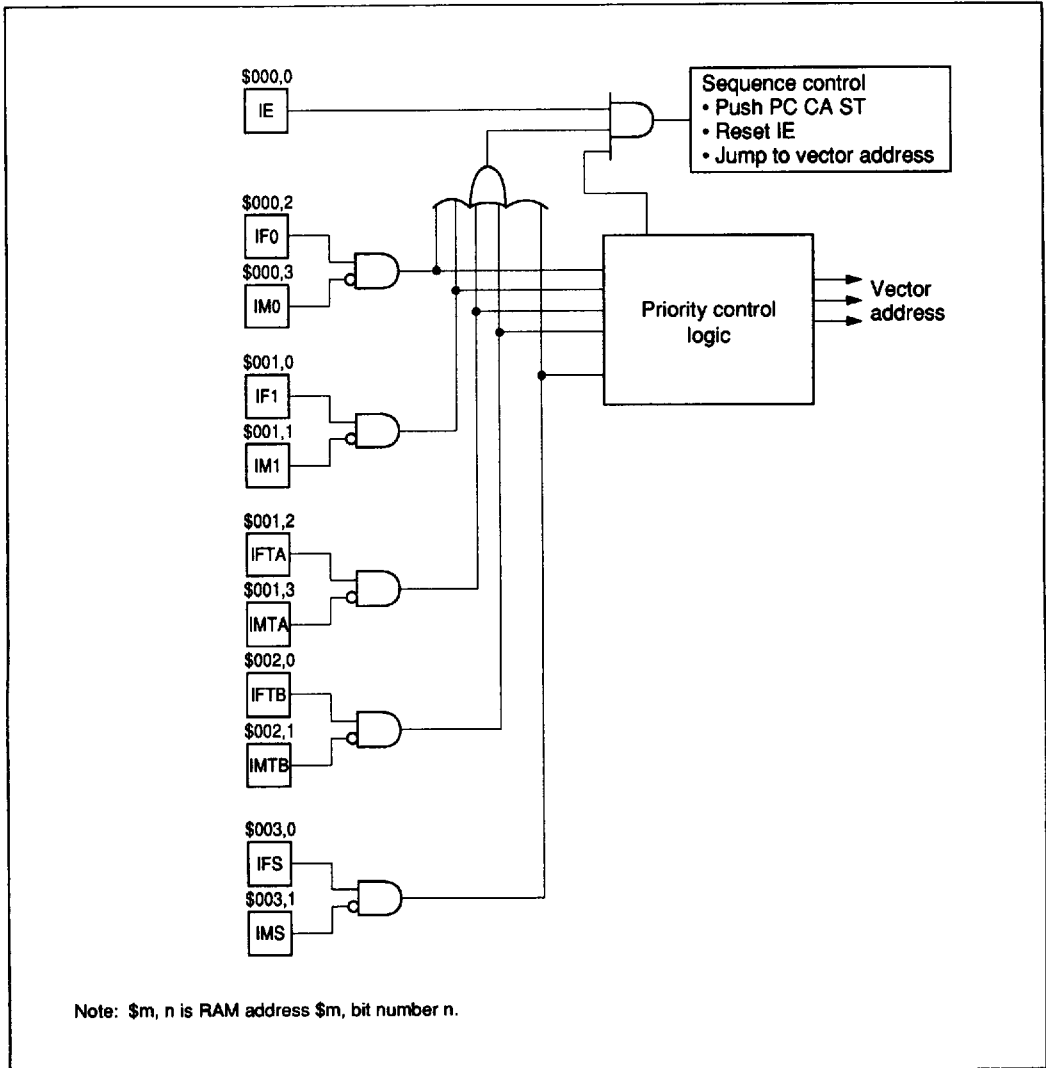 $000,0
IE
Sequence control
• Push PC CA ST
• Reset IE
• Jump to vector address
$000,2
IF0
$000,3
IM0
Priority control
logic
Vector
address
$001,0
IF1
$001,1
IM1
$001,2
IFTA
$001,3
IMTA
$002,0
IFTB
$002,1
IMTB
$003,0
IFS
$003,1
IMS
Note: $m, n is RAM address $m, bit number n.